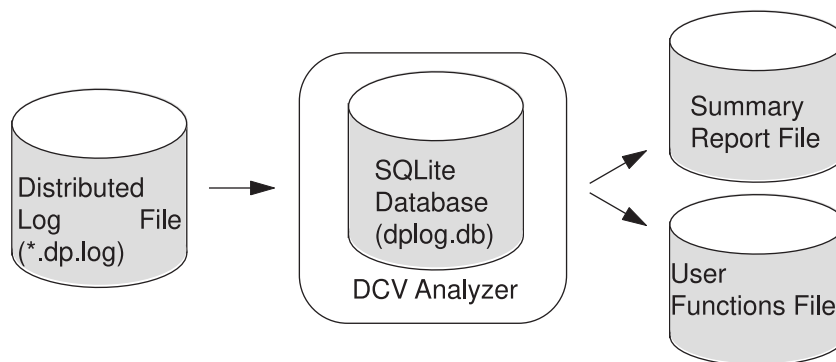 Distributed
Log File
(*.dp.log)
SQLite
Database
(dplog.db)
DCV Analyzer
Summary
Report File
User
Functions File